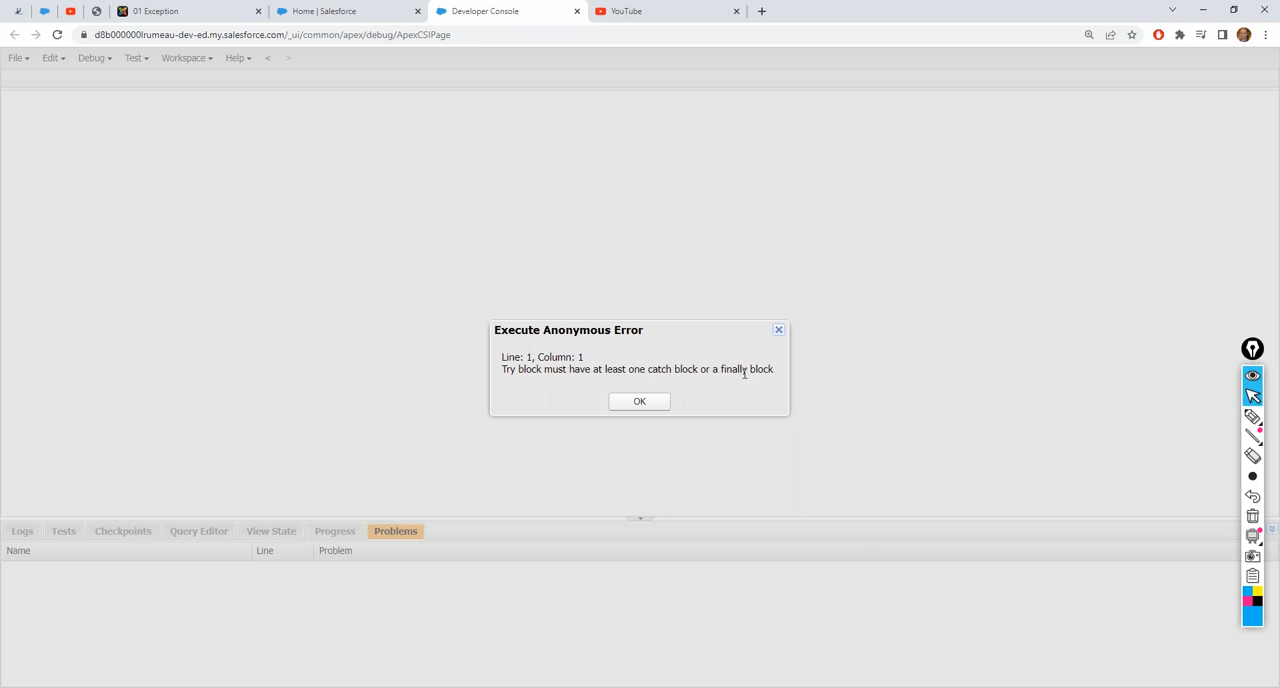 01 Exception
Home | Salesforce
Developer Console
YouTube
d8b000000lrumeau-dev-ed.my.salesforce.com/_ui/common/apex/debug/ApexCSIPage
File Edit Debug Test Workspace Help < >
Execute Anonymous Error
Line: 1, Column: 1
Try block must have at least one catch block or a finally block
OK
Logs Tests Checkpoints Query Editor View State Progress Problems
Name Line Problem